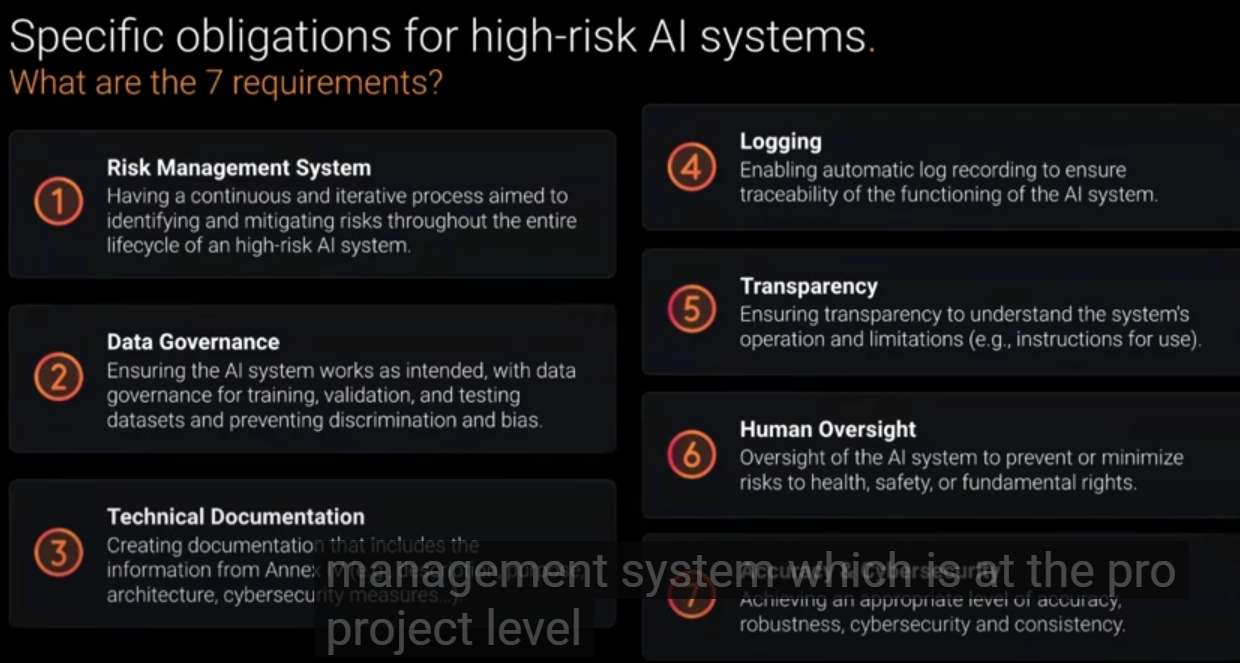 Specific obligations for high-risk AI systems.
What are the 7 requirements?
1
Risk Management System
Having a continuous and iterative process aimed to
identifying and mitigating risks throughout the entire
lifecycle of an high-risk AI system.
2
Data Governance
Ensuring the AI system works as intended, with data
governance for training, validation, and testing
datasets and preventing discrimination and bias.
3
Technical Documentation
Creating documentation that includes the
information from Annex purpose,
architecture, cybersecurity measures...).
4
Logging
Enabling automatic log recording to ensure
traceability of the functioning of the AI system.
5
Transparency
Ensuring transparency to understand the system's
operation and limitations (e.g., instructions for use).
6
Human Oversight
Oversight of the AI system to prevent or minimize
risks to health, safety, or fundamental rights.
7
Accuracy & Cybersecurity
Achieving an appropriate level of accuracy,
robustness, cybersecurity and consistency.
management system which is at the pro
project level